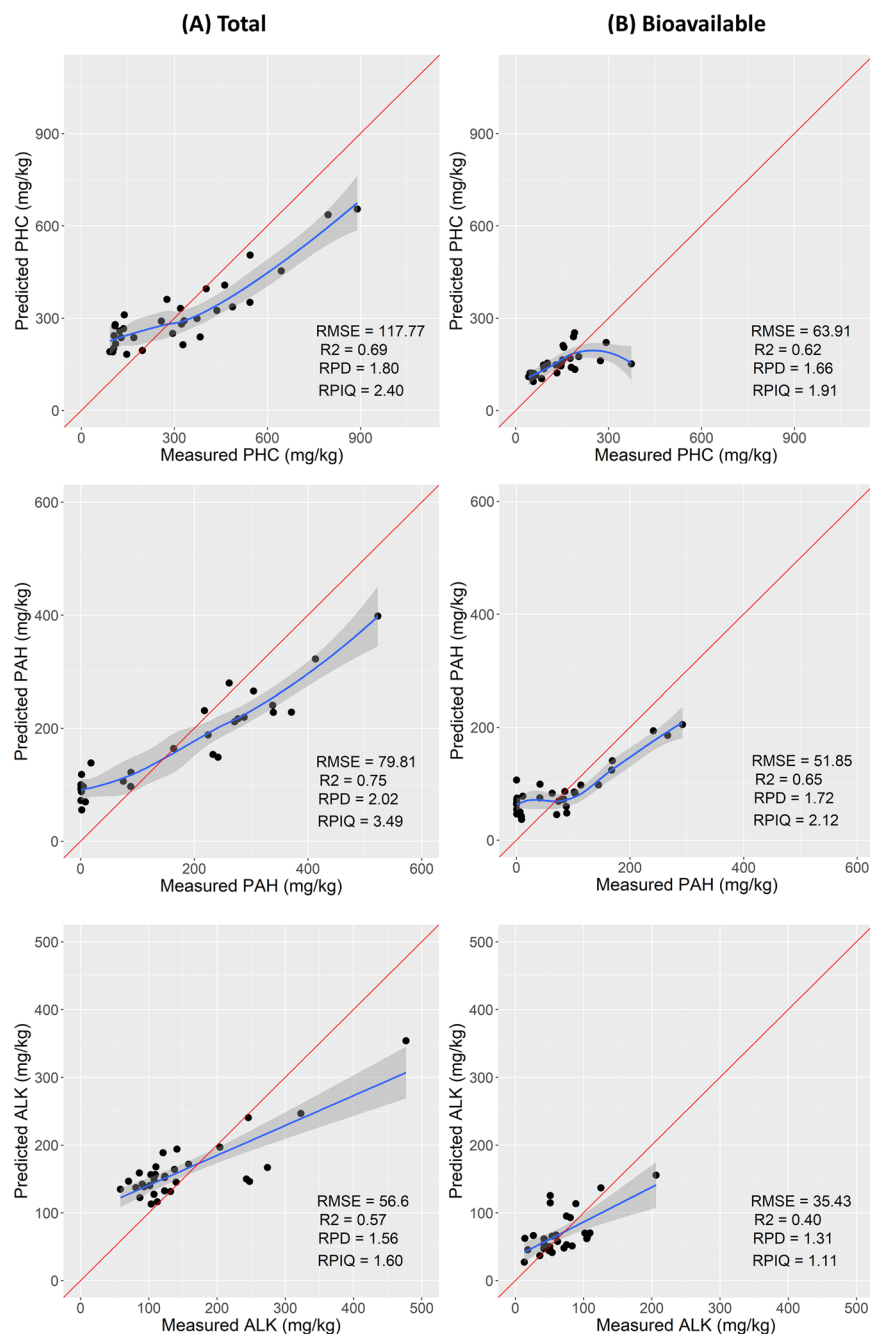 (A) Total
(B) Bioavailable
Predicted PHC (mg/kg)
900
600
300
0
RMSE = 117.77
R2 = 0.69
RPD = 1.80
RPIQ = 2.40
0 300 600 900
Measured PHC (mg/kg)
Predicted PHC (mg/kg)
900
600
300
0
RMSE = 63.91
R2 = 0.62
RPD = 1.66
RPIQ = 1.91
0 300 600 900
Measured PHC (mg/kg)
Predicted PAH (mg/kg)
600
400
200
0
RMSE = 79.81
R2 = 0.75
RPD = 2.02
RPIQ = 3.49
0 200 400 600
Measured PAH (mg/kg)
Predicted PAH (mg/kg)
600
400
200
0
RMSE = 51.85
R2 = 0.65
RPD = 1.72
RPIQ = 2.12
0 200 400 600
Measured PAH (mg/kg)
Predicted ALK (mg/kg)
500
400
300
200
100
0
RMSE = 56.6
R2 = 0.57
RPD = 1.56
RPIQ = 1.60
0 100 200 300 400 500
Measured ALK (mg/kg)
Predicted ALK (mg/kg)
500
400
300
200
100
0
RMSE = 35.43
R2 = 0.40
RPD = 1.31
RPIQ = 1.11
0 100 200 300 400 500
Measured ALK (mg/kg)